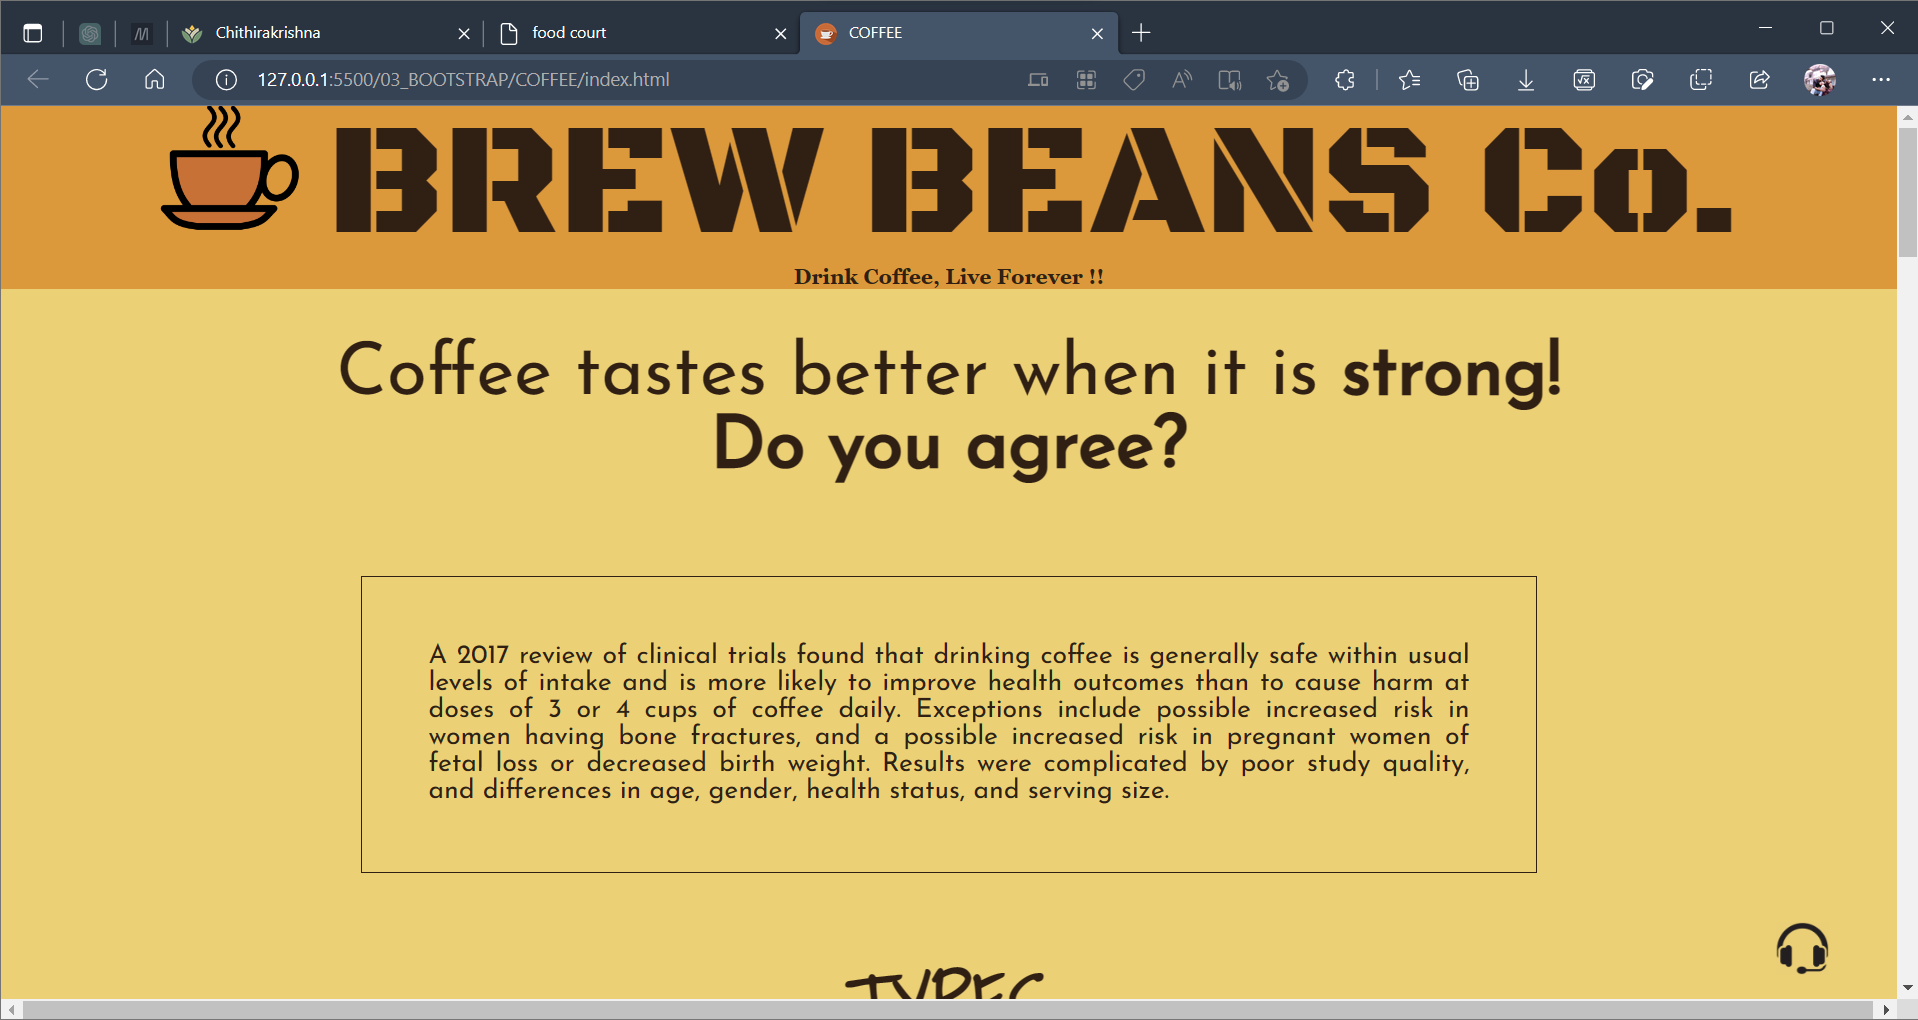 Chithirakrishna
food court
COFFEE
127.0.0.1:5500/03_BOOTSTRAP/COFFEE/index.html
BREW BEANS Co.
Drink Coffee, Live Forever !!
Coffee tastes better when it is strong!
Do you agree?
A 2017 review of clinical trials found that drinking coffee is generally safe within usual
levels of intake and is more likely to improve health outcomes than to cause harm at
doses of 3 or 4 cups of coffee daily. Exceptions include possible increased risk in
women having bone fractures, and a possible increased risk in pregnant women of
fetal loss or decreased birth weight. Results were complicated by poor study quality,
and differences in age, gender, health status, and serving size.
TYPES